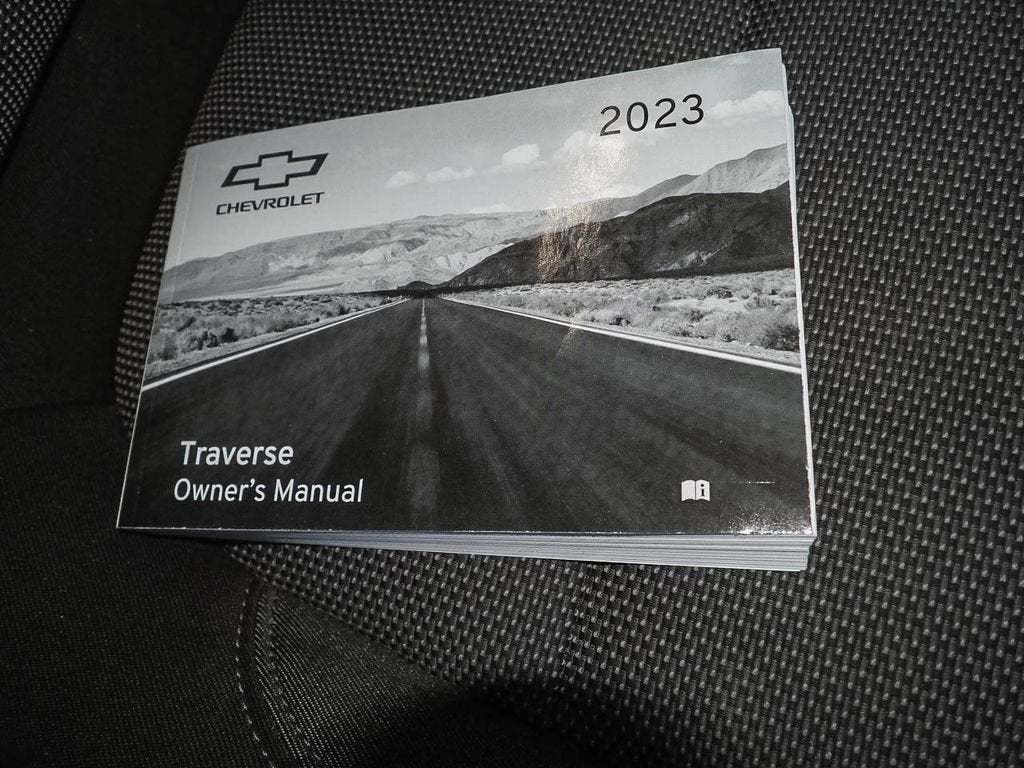 2023
CHEVROLET
Traverse
Owner's Manual